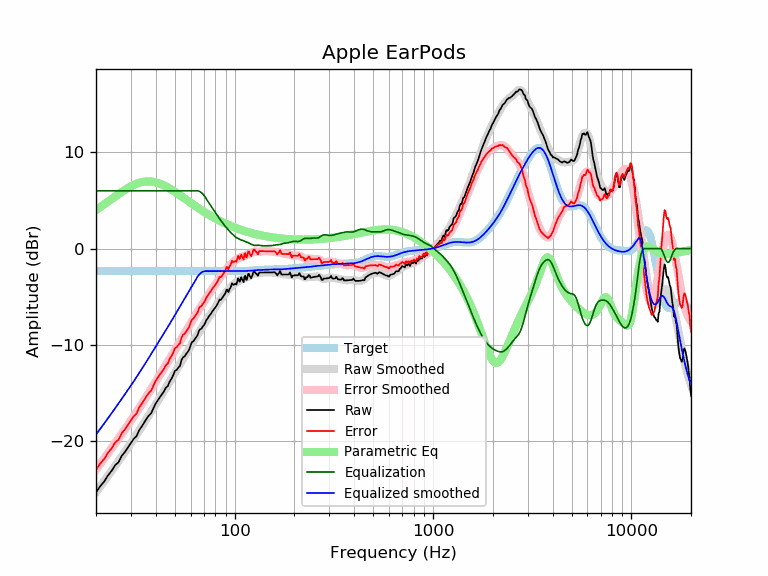 Apple EarPods
Amplitude (dBr)
10
0
−10
−20
Target
Raw Smoothed
Error Smoothed
Raw
Error
Parametric Eq
Equalization
Equalized smoothed
100
1000
10000
Frequency (Hz)